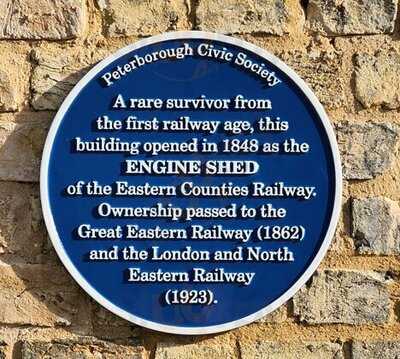 Peterborough Civic Society
A rare survivor from
the first railway age, this
building opened in 1848 as the
ENGINE SHED
of the Eastern Counties Railway.
Ownership passed to the
Great Eastern Railway (1862)
and the London and North
Eastern Railway
(1923).